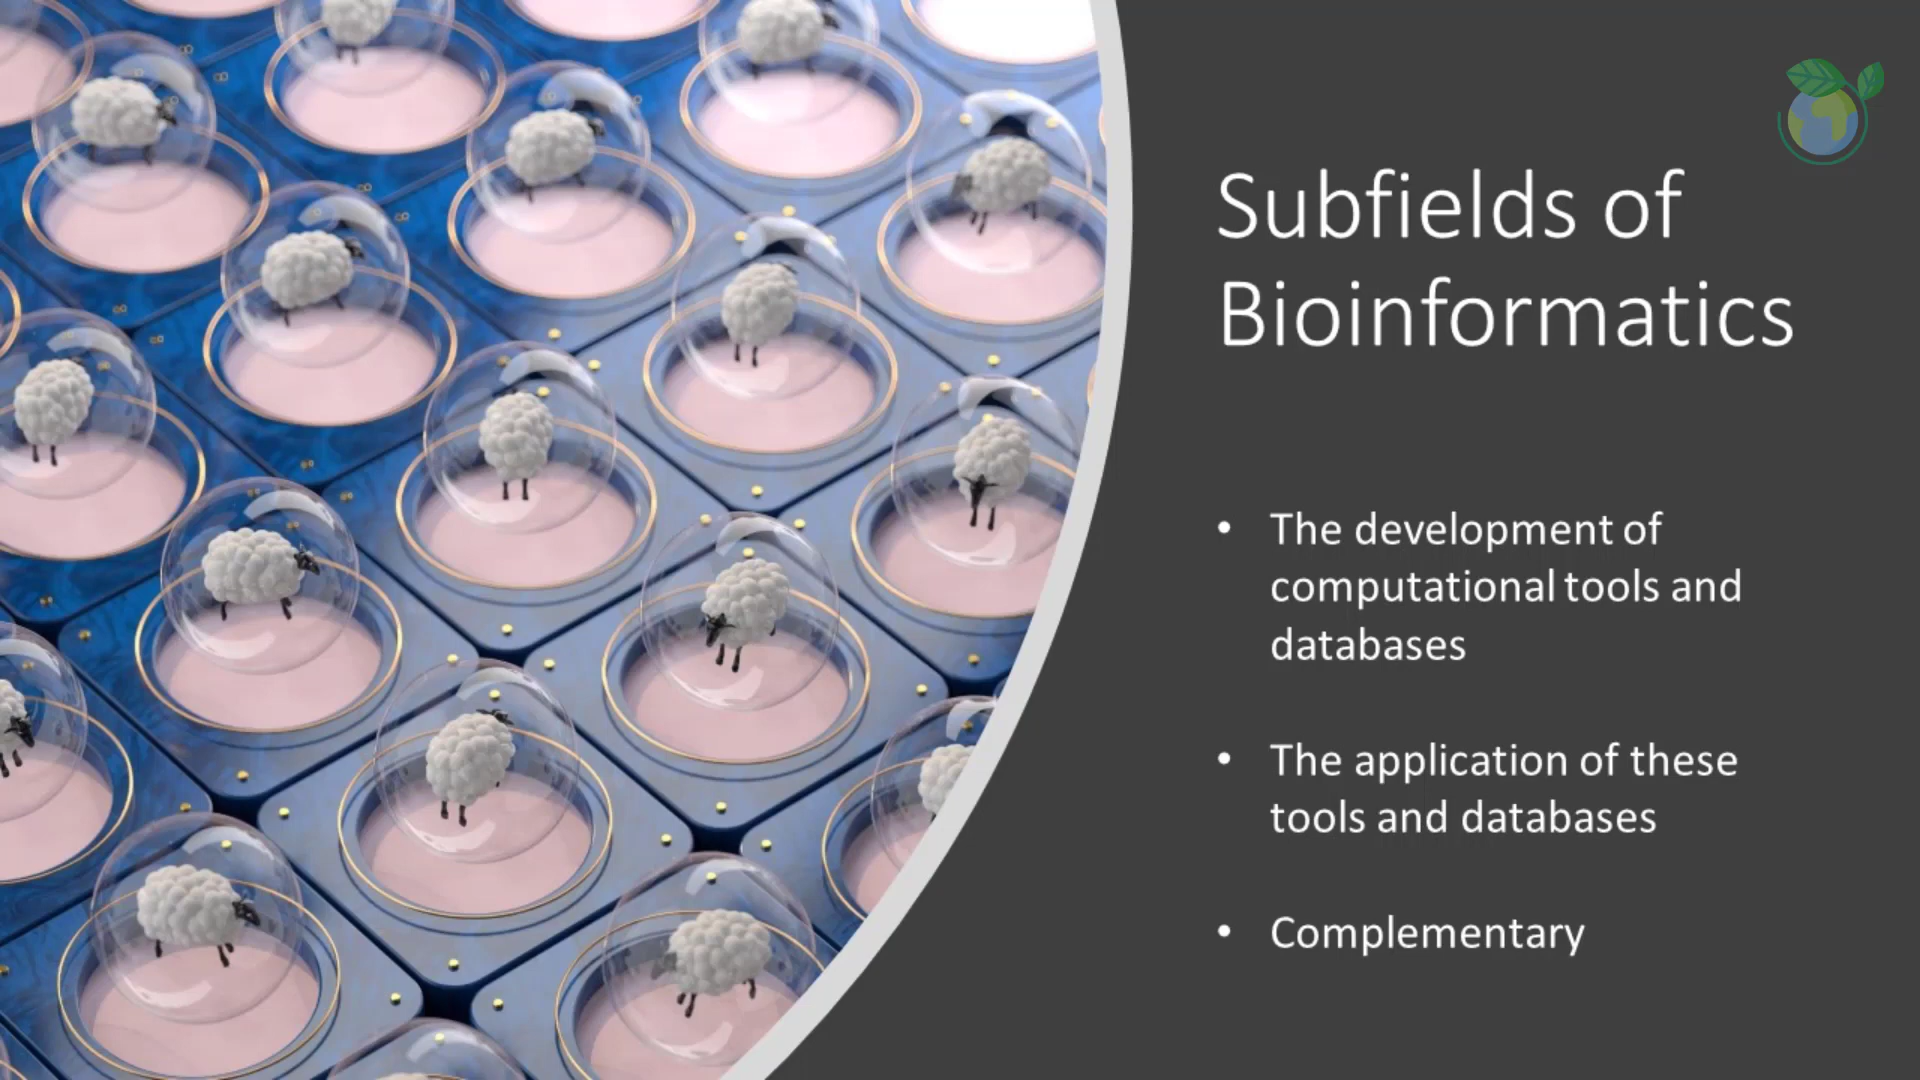 Subfields of
Bioinformatics
• The development of
computational tools and
databases
• The application of these
tools and databases
• Complementary